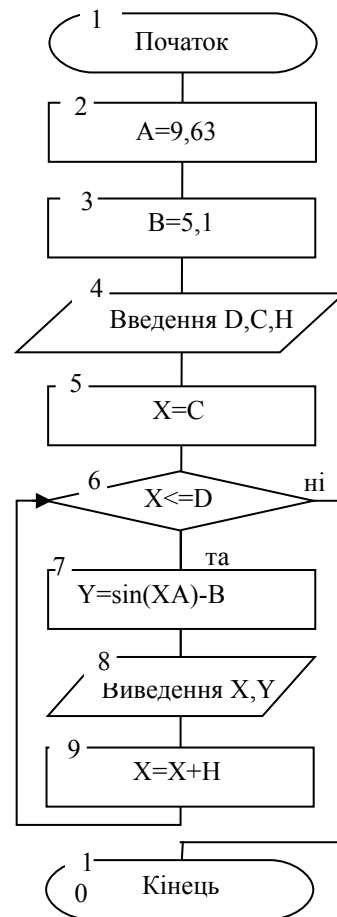 1
Початок
2
A=9,63
3
B=5,1
4
Введення D,C,H
5
X=C
6
X<=D
ні
та
7
Y=sin(XA)-B
8
Виведення X,Y
9
X=X+H
1
0
Кінець